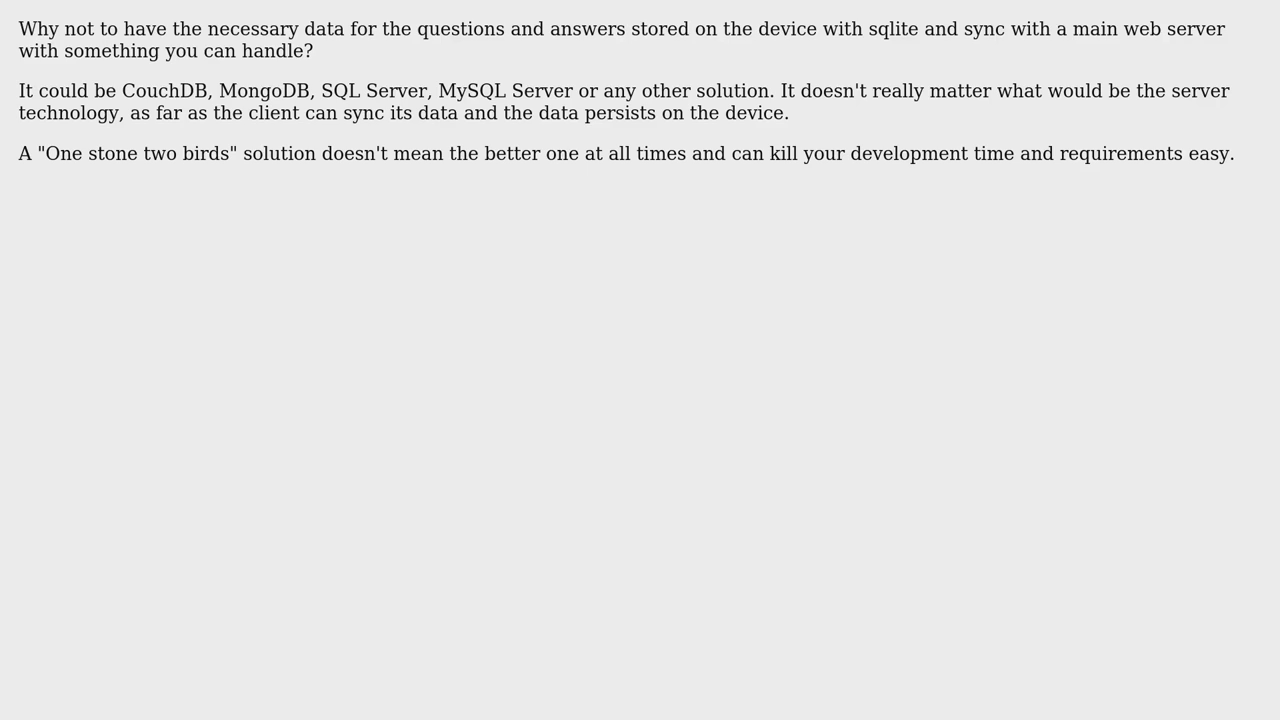 Why not to have the necessary data for the questions and answers stored on the device with sqlite and sync with a main web server
with something you can handle?
It could be CouchDB, MongoDB, SQL Server, MySQL Server or any other solution. It doesn't really matter what would be the server
technology, as far as the client can sync its data and the data persists on the device.
A "One stone two birds" solution doesn't mean the better one at all times and can kill your development time and requirements easy.